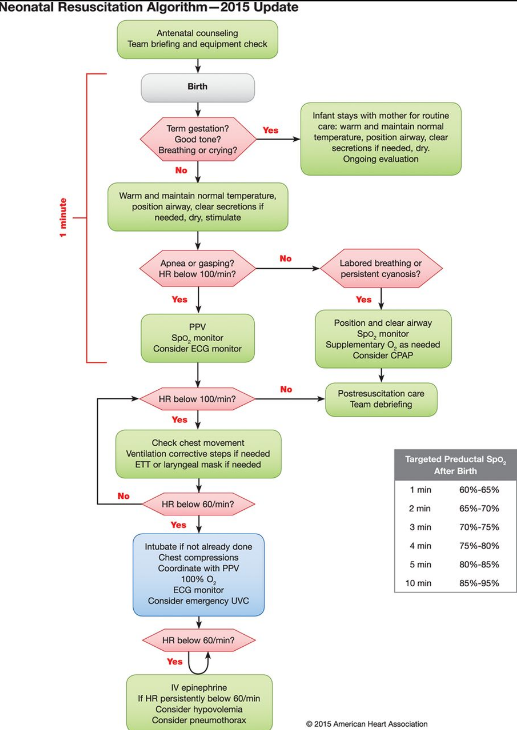 Neonatal Resuscitation Algorithm—2015 Update
Antenatal counseling
Team briefing and equipment check
Birth
Term gestation?
Good tone?
Breathing or crying?
Yes
Infant stays with mother for routine
care: warm and maintain normal
temperature, position airway, clear
secretions if needed, dry.
Ongoing evaluation
No
1 minute
Warm and maintain normal temperature,
position airway, clear secretions if
needed, dry, stimulate
Apnea or gasping?
HR below 100/min?
No
Labored breathing or
persistent cyanosis?
Yes
Yes
PPV
SpO₂ monitor
Consider ECG monitor
Position and clear airway
SpO₂ monitor
Supplementary O₂ as needed
Consider CPAP
HR below 100/min?
No
Postresuscitation care
Team debriefing
Yes
Check chest movement
Ventilation corrective steps if needed
ETT or laryngeal mask if needed
No
HR below 60/min?
Yes
Intubate if not already done
Chest compressions
Coordinate with PPV
100% O₂
ECG monitor
Consider emergency UVC
HR below 60/min?
Yes
IV epinephrine
If HR persistently below 60/min
Consider hypovolemia
Consider pneumothorax
Targeted Preductal SpO₂
After Birth
1 min 60%-65%
2 min 65%-70%
3 min 70%-75%
4 min 75%-80%
5 min 80%-85%
10 min 85%-95%
© 2015 American Heart Association